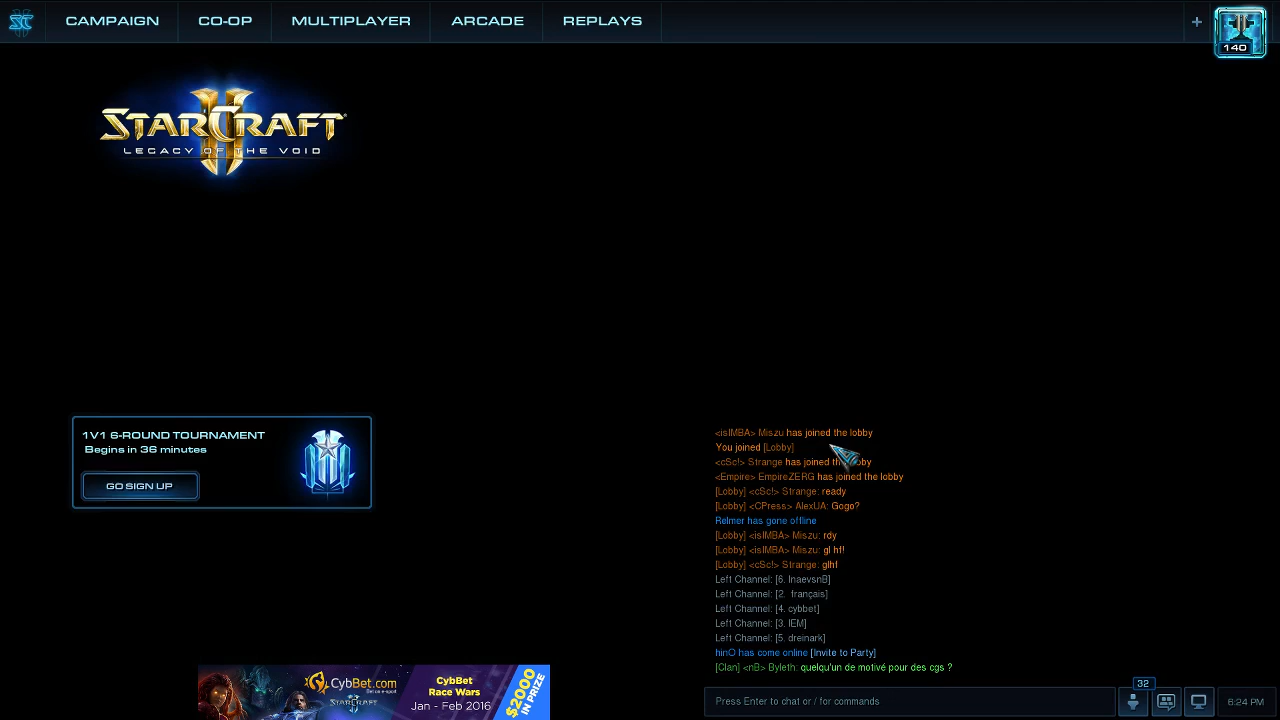 CAMPAIGN
CO-OP
MULTIPLAYER
ARCADE
REPLAYS
+
140
STARCRAFT
II
LEGACY OF THE VOID
1V1 6-ROUND TOURNAMENT
Begins in 36 minutes
GO SIGN UP
<isIMBA> Miszu has joined the lobby
You joined [Lobby]
<cSc!> Strange has joined the lobby
<Empire> EmpireZERG has joined the lobby
[Lobby] <cSc!> Strange: ready
[Lobby] <CPress> AlexUA: Gogo?
Relmer has gone offline
[Lobby] <isIMBA> Miszu: rdy
[Lobby] <isIMBA> Miszu: gl hf!
[Lobby] <cSc!> Strange: glhf
Left Channel: [6. lnaevsnB]
Left Channel: [2. français]
Left Channel: [4. cybbet]
Left Channel: [3. IEM]
Left Channel: [5. dreinark]
hinO has come online [Invite to Party]
[Clan] <nB> Byleth: quelqu'un de motivé pour des cgs ?
CybBet.com
STARCRAFT
CybBet
Race Wars
Jan - Feb 2016
$2000
IN PRIZE
Press Enter to chat or / for commands
32
6:24 PM